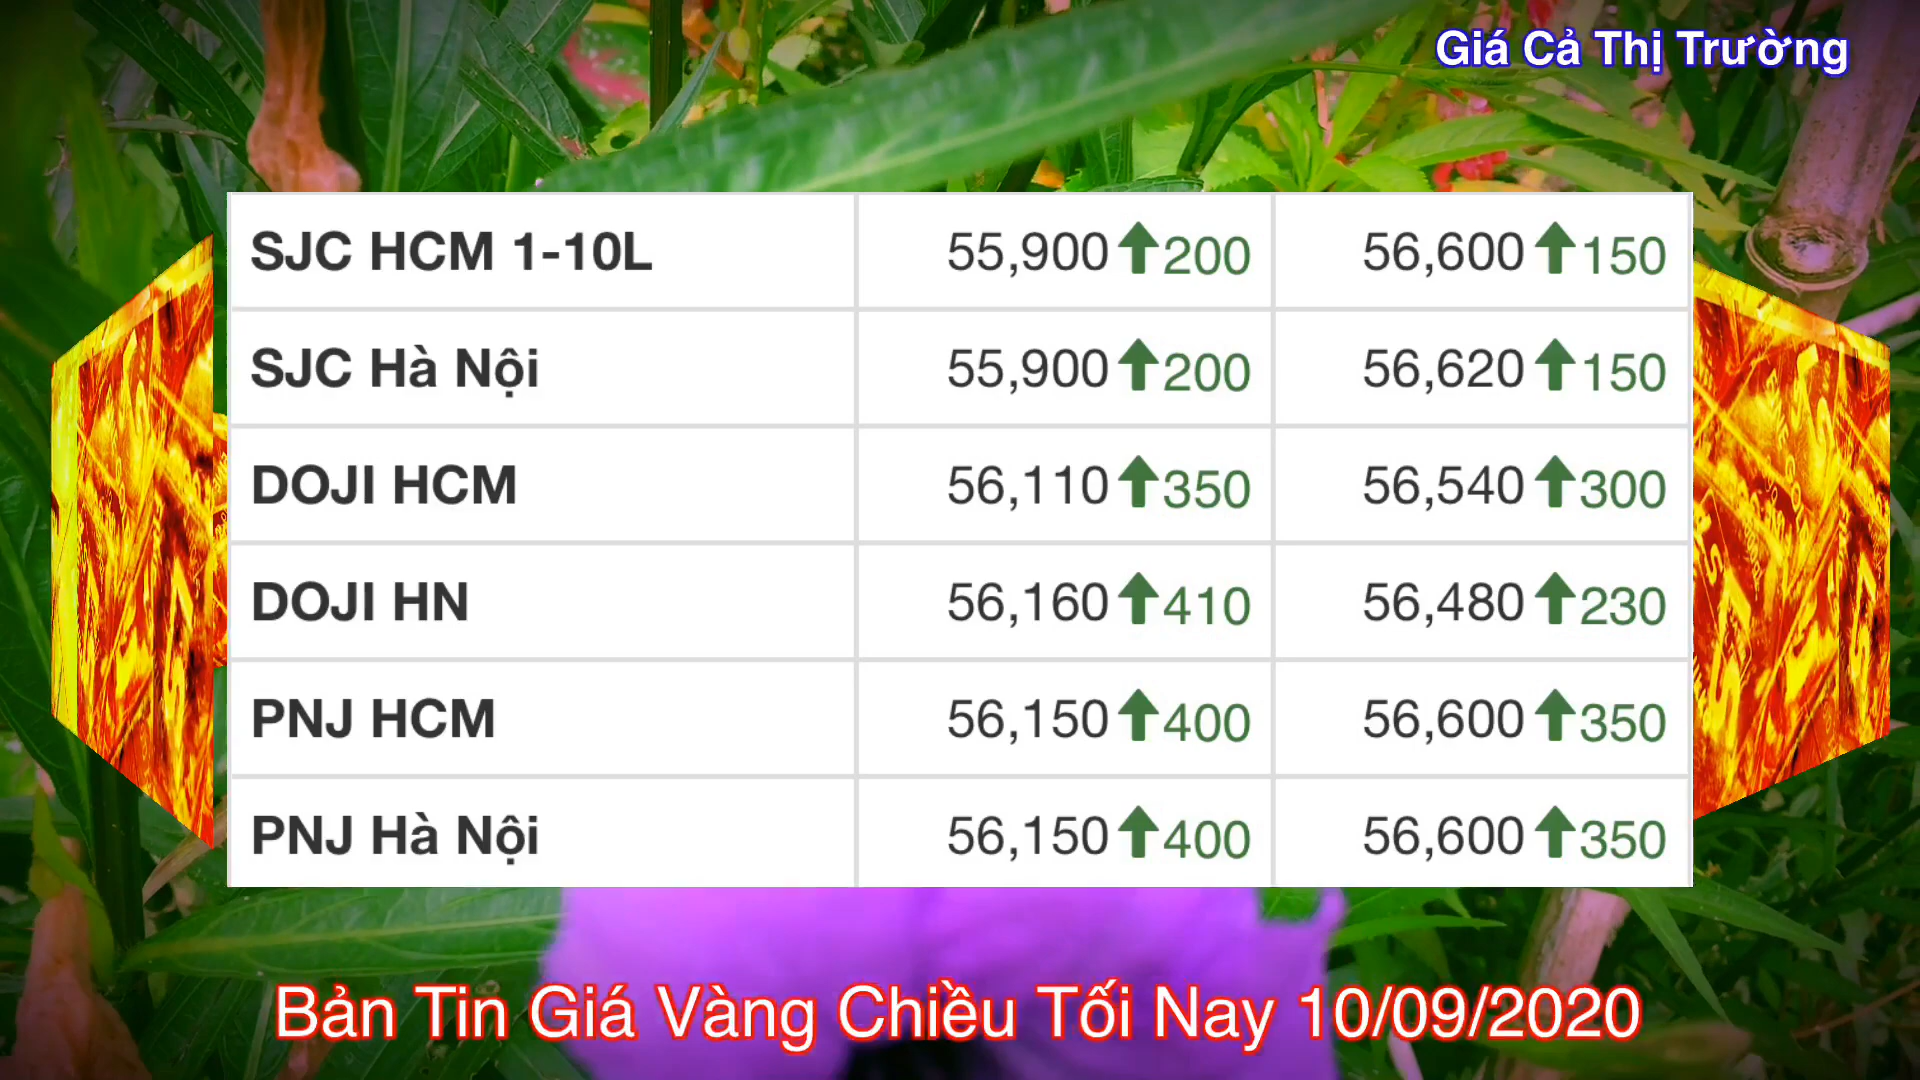 Giá Cả Thị Trường
SJC HCM 1-10L 55,900 ↑200 56,600 ↑150
SJC Hà Nội 55,900 ↑200 56,620 ↑150
DOJI HCM 56,110 ↑350 56,540 ↑300
DOJI HN 56,160 ↑410 56,480 ↑230
PNJ HCM 56,150 ↑400 56,600 ↑350
PNJ Hà Nội 56,150 ↑400 56,600 ↑350
Bản Tin Giá Vàng Chiều Tối Nay 10/09/2020